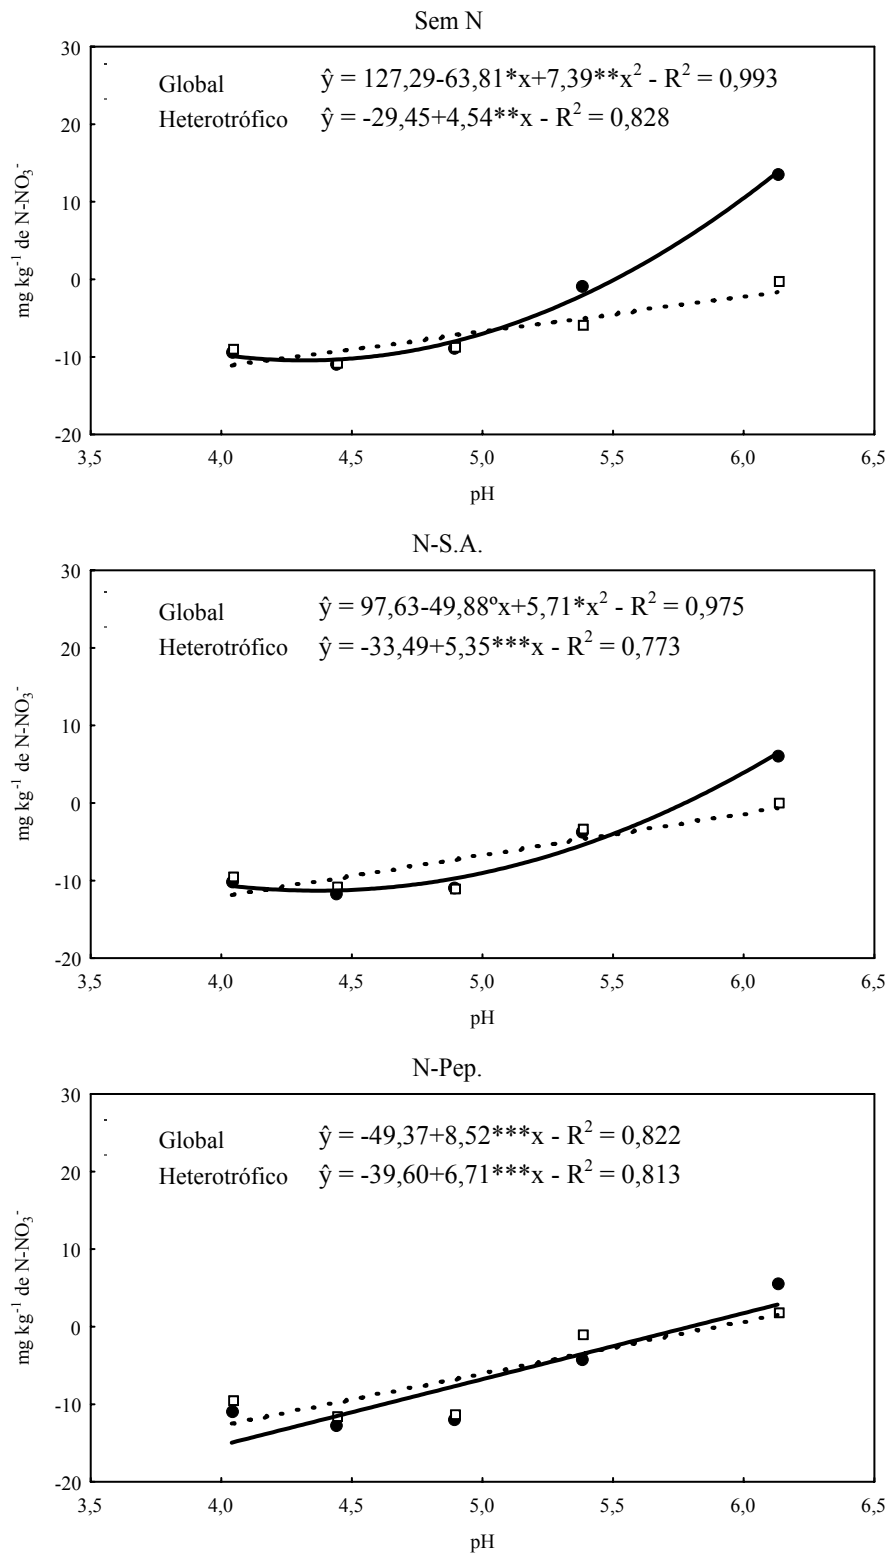 Sem N
30
Global ŷ = 127,29-63,81*x+7,39**x² - R² = 0,993
20
Heterotrófico ŷ = -29,45+4,54**x - R² = 0,828
10
mg kg⁻¹ de N-NO₃⁻
0
-10
-20
3,5 4,0 4,5 5,0 5,5 6,0 6,5
pH
N-S.A.
30
Global ŷ = 97,63-49,88ºx+5,71*x² - R² = 0,975
Heterotrófico ŷ = -33,49+5,35***x - R² = 0,773
20
10
mg kg⁻¹ de N-NO₃⁻
0
-10
-20
3,5 4,0 4,5 5,0 5,5 6,0 6,5
pH
N-Pep.
30
Global ŷ = -49,37+8,52***x - R² = 0,822
Heterotrófico ŷ = -39,60+6,71***x - R² = 0,813
20
10
mg kg⁻¹ de N-NO₃⁻
0
-10
-20
3,5 4,0 4,5 5,0 5,5 6,0 6,5
pH